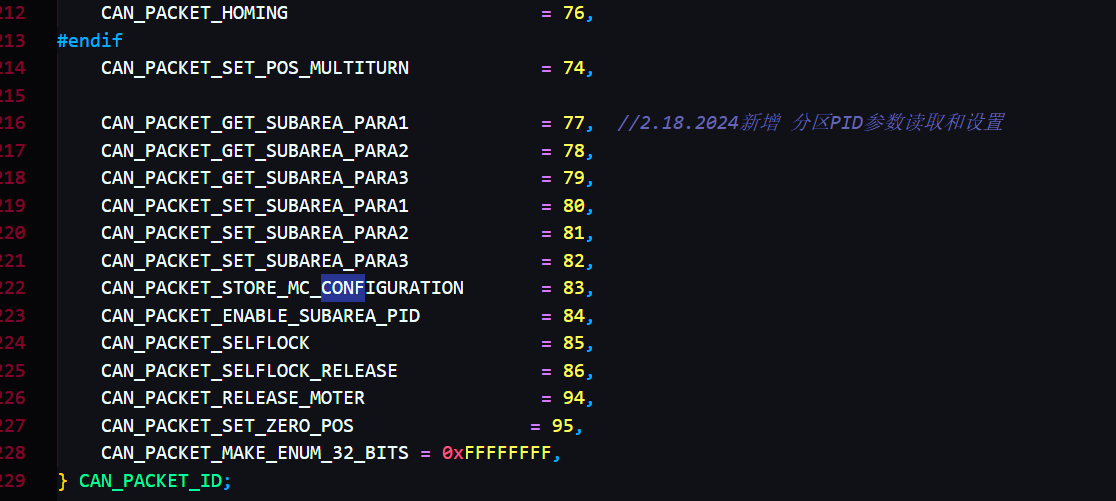 212 CAN_PACKET_HOMING = 76,
213 #endif
214 CAN_PACKET_SET_POS_MULTITURN = 74,
215
216 CAN_PACKET_GET_SUBAREA_PARA1 = 77, //2.18.2024新增 分区PID参数读取和设置
217 CAN_PACKET_GET_SUBAREA_PARA2 = 78,
218 CAN_PACKET_GET_SUBAREA_PARA3 = 79,
219 CAN_PACKET_SET_SUBAREA_PARA1 = 80,
220 CAN_PACKET_SET_SUBAREA_PARA2 = 81,
221 CAN_PACKET_SET_SUBAREA_PARA3 = 82,
222 CAN_PACKET_STORE_MC_CONFIGURATION = 83,
223 CAN_PACKET_ENABLE_SUBAREA_PID = 84,
224 CAN_PACKET_SELFLOCK = 85,
225 CAN_PACKET_SELFLOCK_RELEASE = 86,
226 CAN_PACKET_RELEASE_MOTER = 94,
227 CAN_PACKET_SET_ZERO_POS = 95,
228 CAN_PACKET_MAKE_ENUM_32_BITS = 0xFFFFFFFF,
229 } CAN_PACKET_ID;